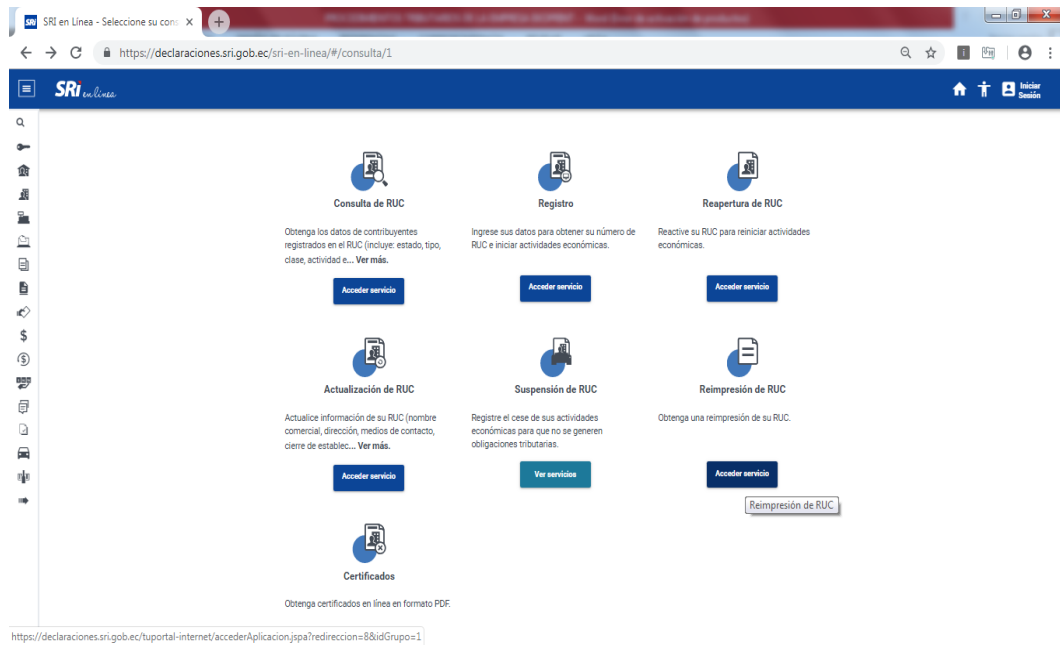 SRI en Línea - Seleccione su cons
https://declaraciones.sri.gob.ec/sri-en-linea/#/consulta/1
SRi en línea
Iniciar
Sesión
Consulta de RUC
Obtenga los datos de contribuyentes
registrados en el RUC (incluye: estado, tipo,
clase, actividad e... Ver más.
Acceder servicio
Registro
Ingrese sus datos para obtener su número de
RUC e iniciar actividades económicas.
Acceder servicio
Reapertura de RUC
Reactive su RUC para reiniciar actividades
económicas.
Acceder servicio
Actualización de RUC
Actualice información de su RUC (nombre
comercial, dirección, medios de contacto,
cierre de establec... Ver más.
Acceder servicio
Suspensión de RUC
Registre el cese de sus actividades
económicas para que no se generen
obligaciones tributarias.
Ver servicios
Reimpresión de RUC
Obtenga una reimpresión de su RUC.
Acceder servicio
Reimpresión de RUC
Certificados
Obtenga certificados en línea en formato PDF.
https://declaraciones.sri.gob.ec/tuportal-internet/accederAplicacion.jspa?redireccion=8&idGrupo=1